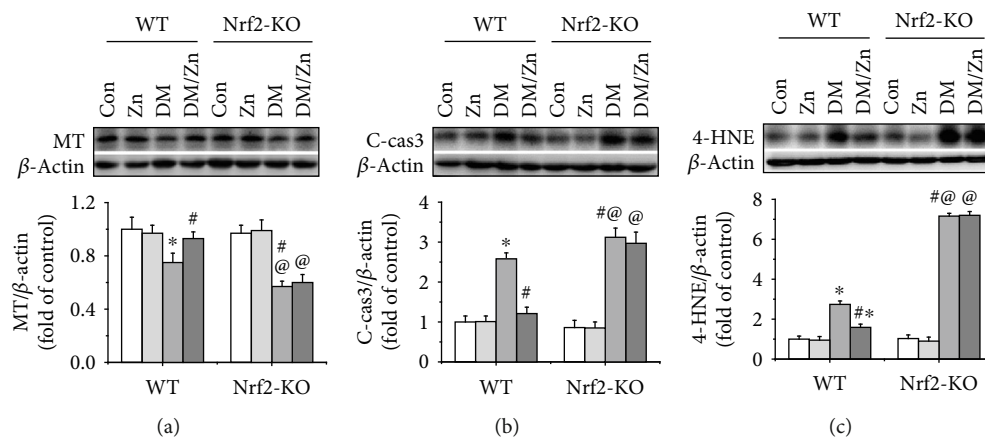 WT Nrf2-KO
Con Zn DM DM/Zn Con Zn DM DM/Zn
MT
β-Actin
MT/β-actin
(fold of control)
1.2
0.9
0.6
0.4
0.0
* # # @ @
WT Nrf2-KO
(a)
WT Nrf2-KO
Con Zn DM DM/Zn Con Zn DM DM/Zn
C-cas3
β-Actin
C-cas3/β-actin
(fold of control)
4
3
2
1
0
* # #@ @
WT Nrf2-KO
(b)
WT Nrf2-KO
Con Zn DM DM/Zn Con Zn DM DM/Zn
4-HNE
β-Actin
4-HNE/β-actin
(fold of control)
8
6
4
2
0
* #* #@ @
WT Nrf2-KO
(c)